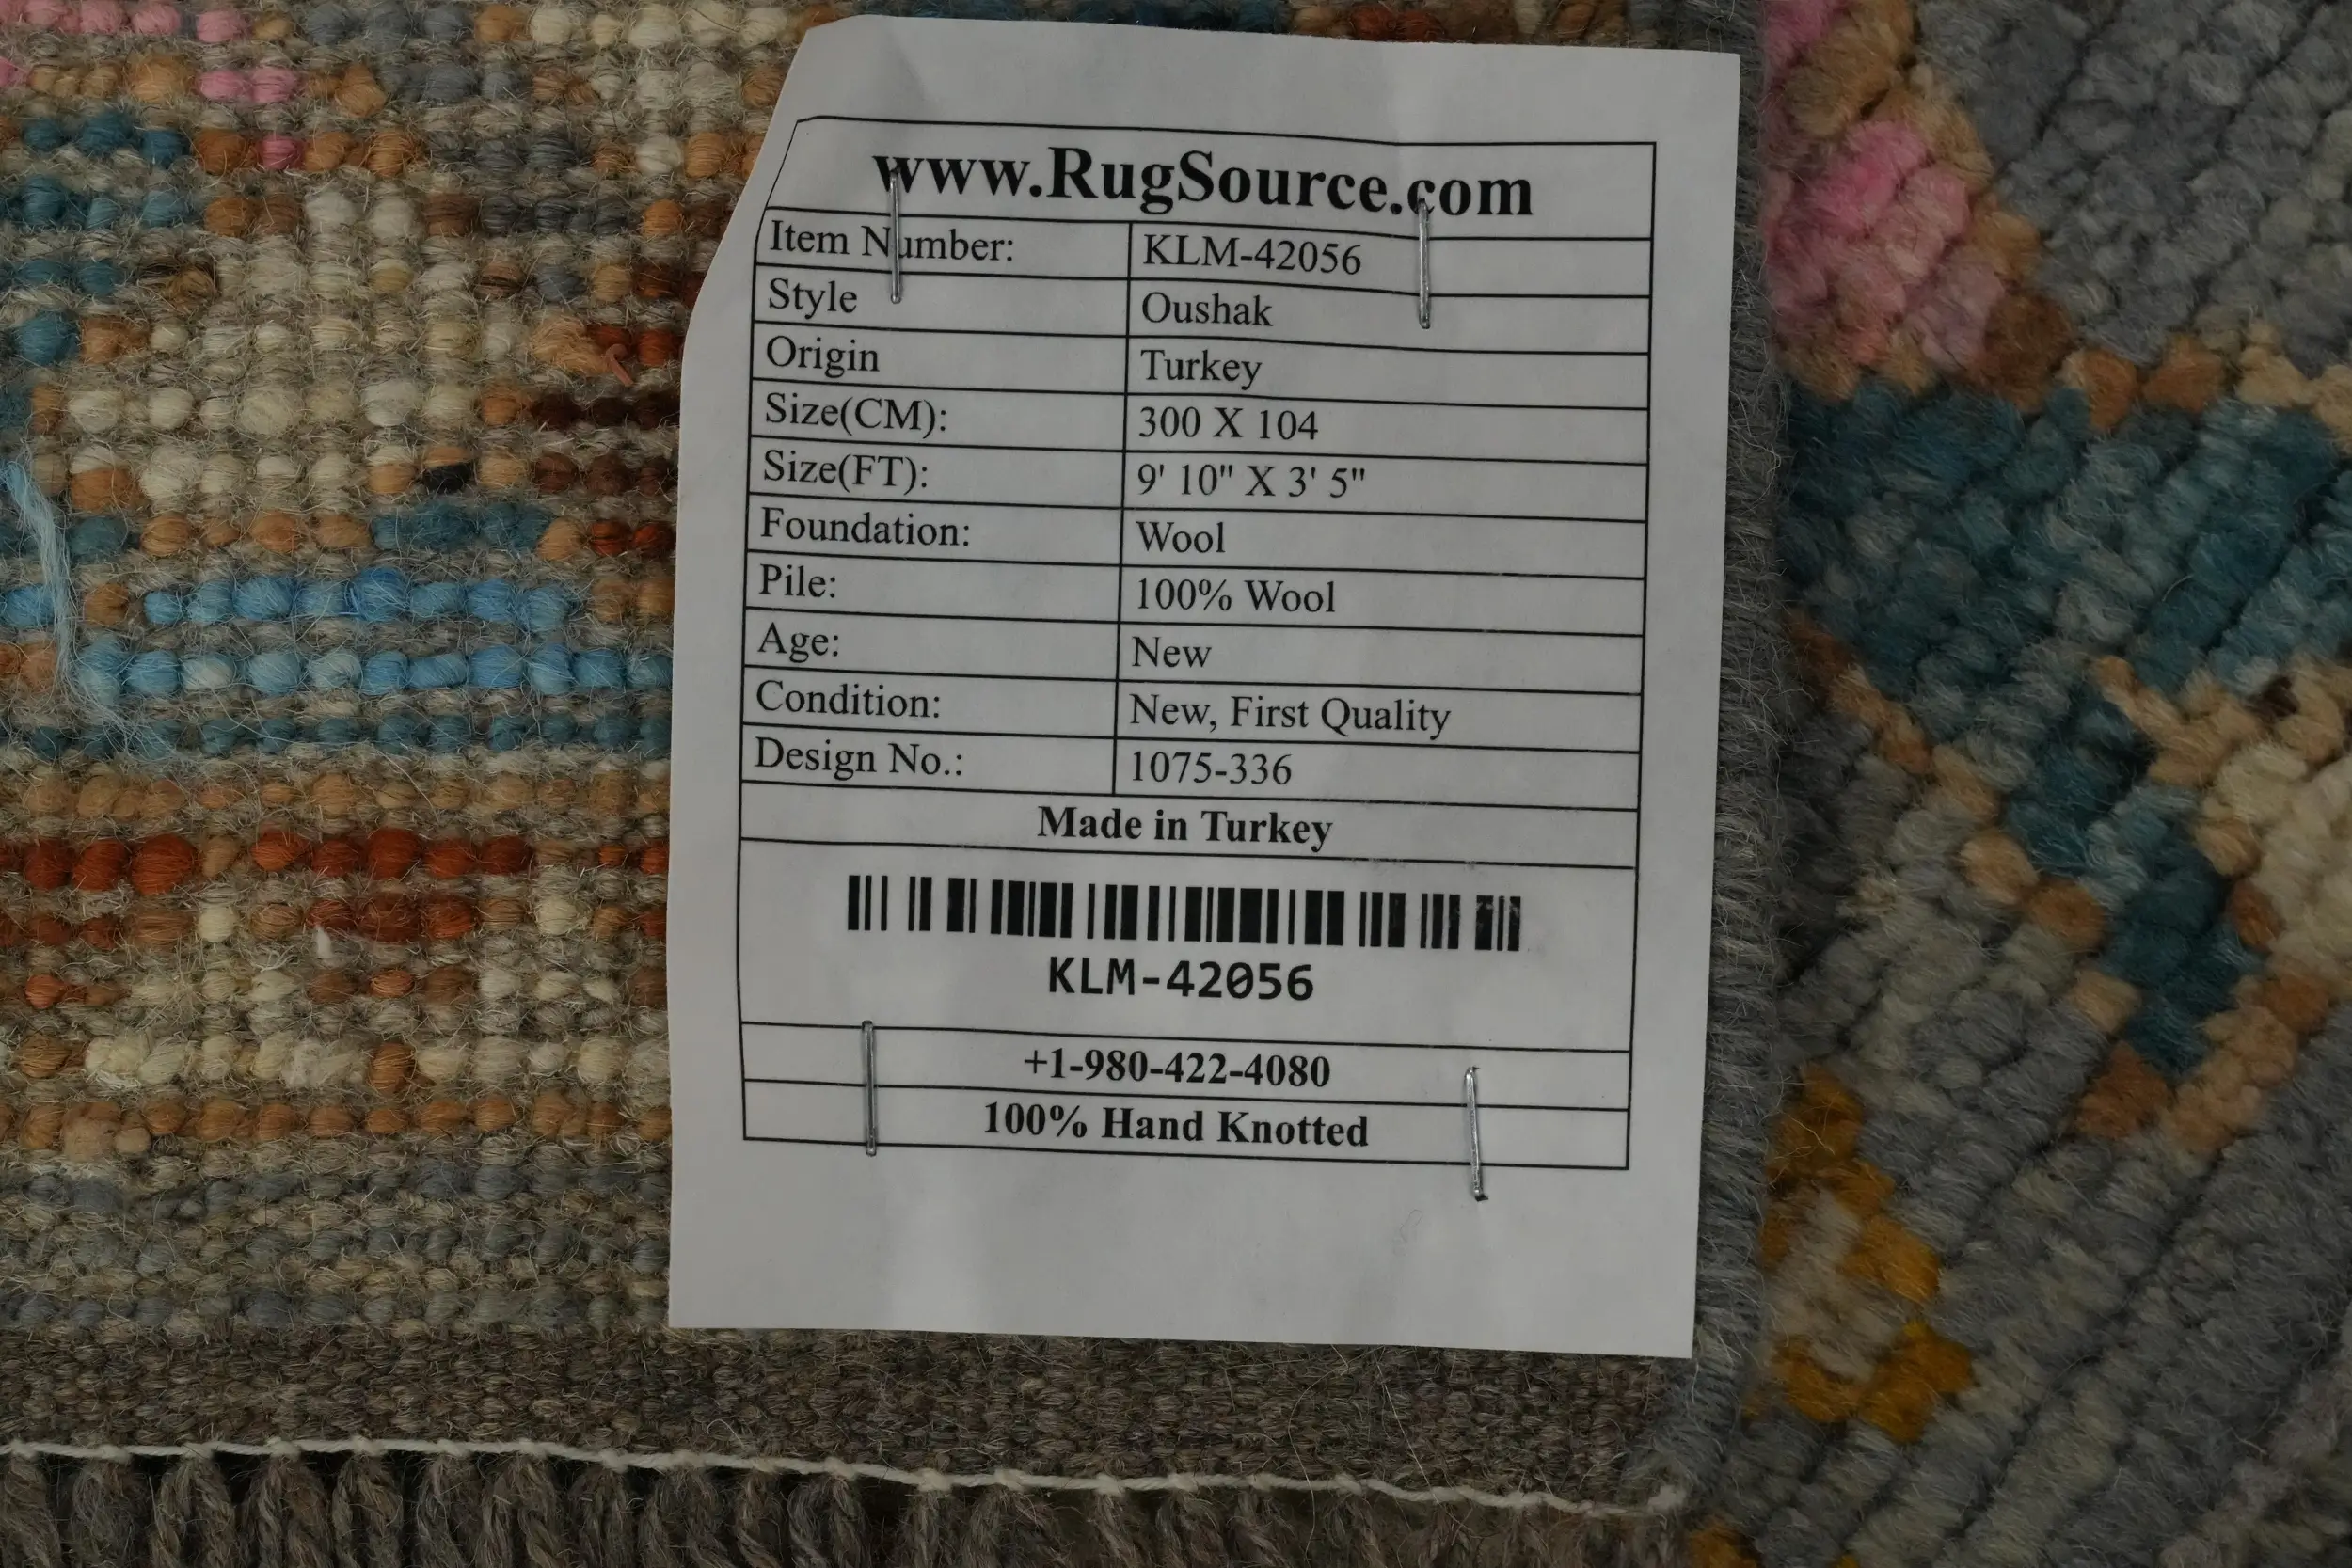 www.RugSource.com
Item Number: KLM-42056
Style Oushak
Origin Turkey
Size(CM): 300 X 104
Size(FT): 9' 10" X 3' 5"
Foundation: Wool
Pile: 100% Wool
Age: New
Condition: New, First Quality
Design No.: 1075-336
Made in Turkey
KLM-42056
+1-980-422-4080
100% Hand Knotted